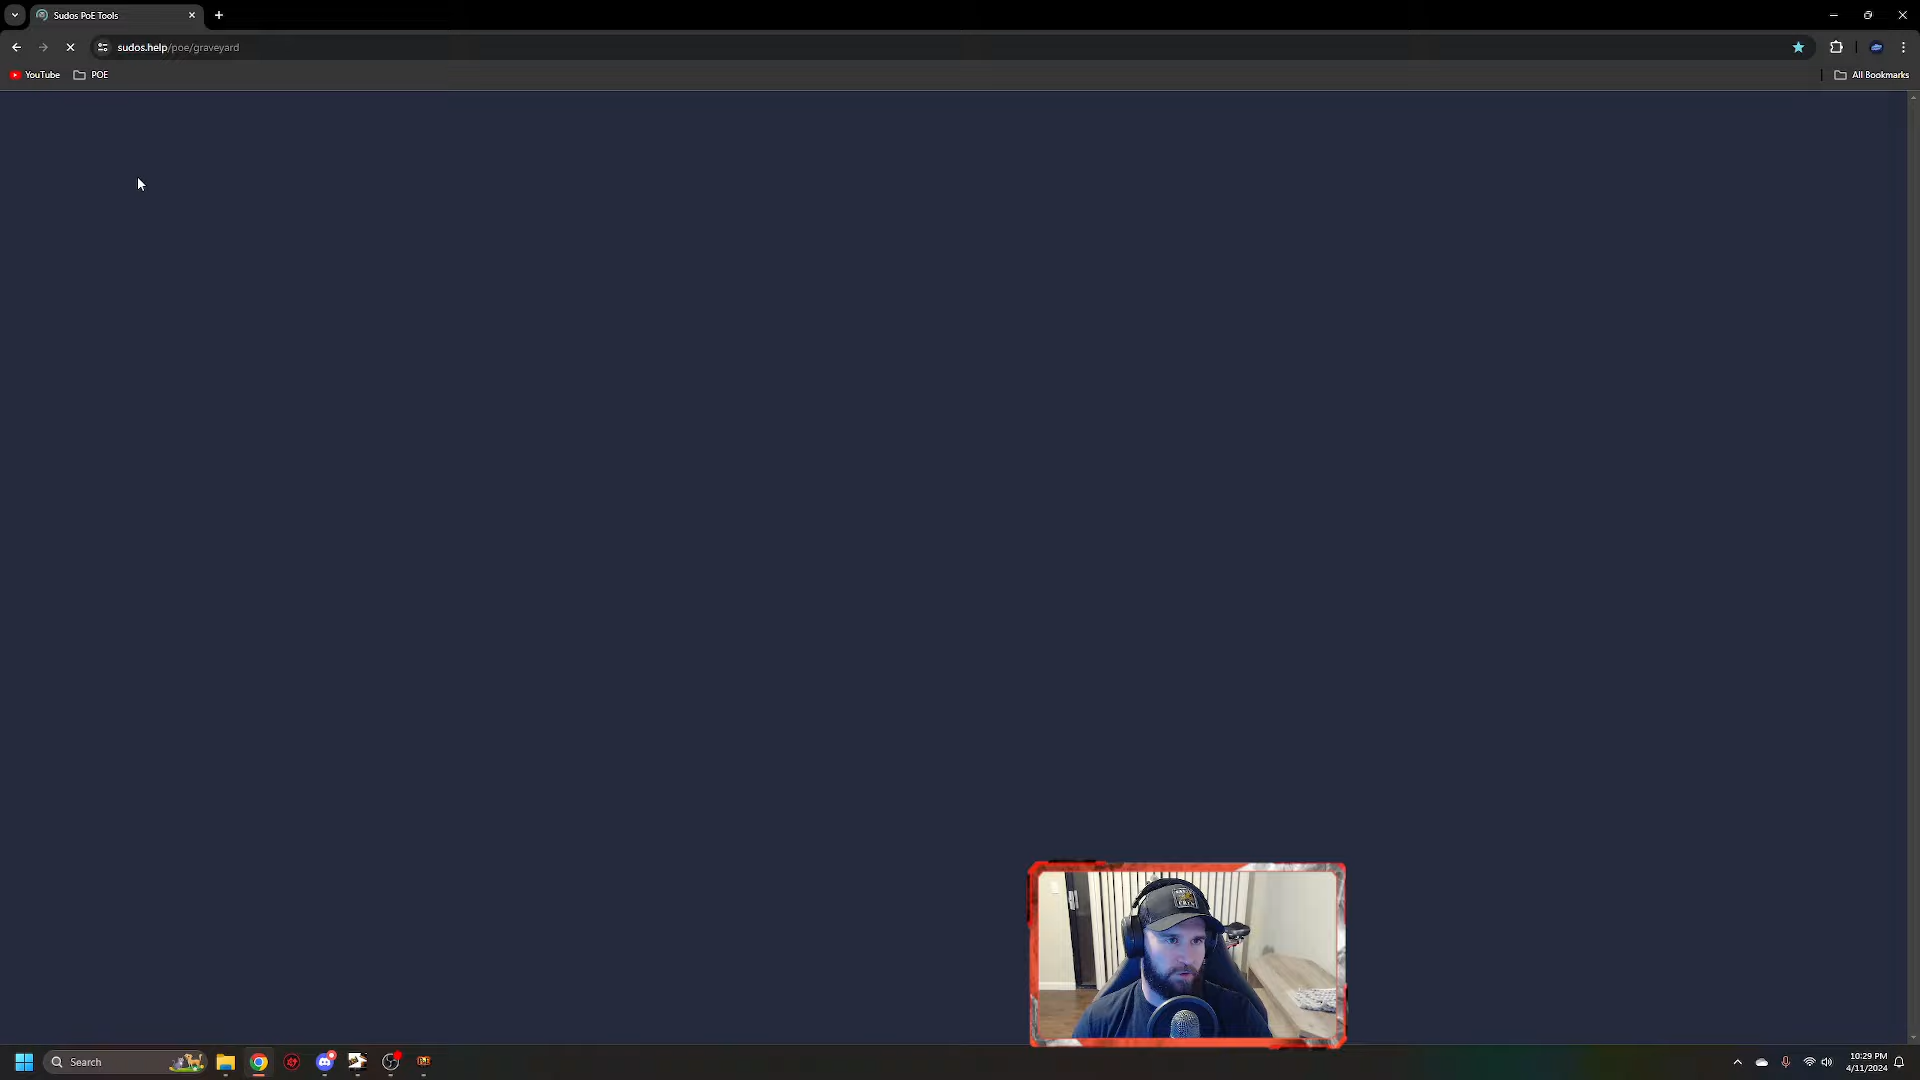 Sudos PoE Tools
sudos.help/poe/graveyard
YouTube
POE
All Bookmarks
Search
10:29 PM
4/11/2024